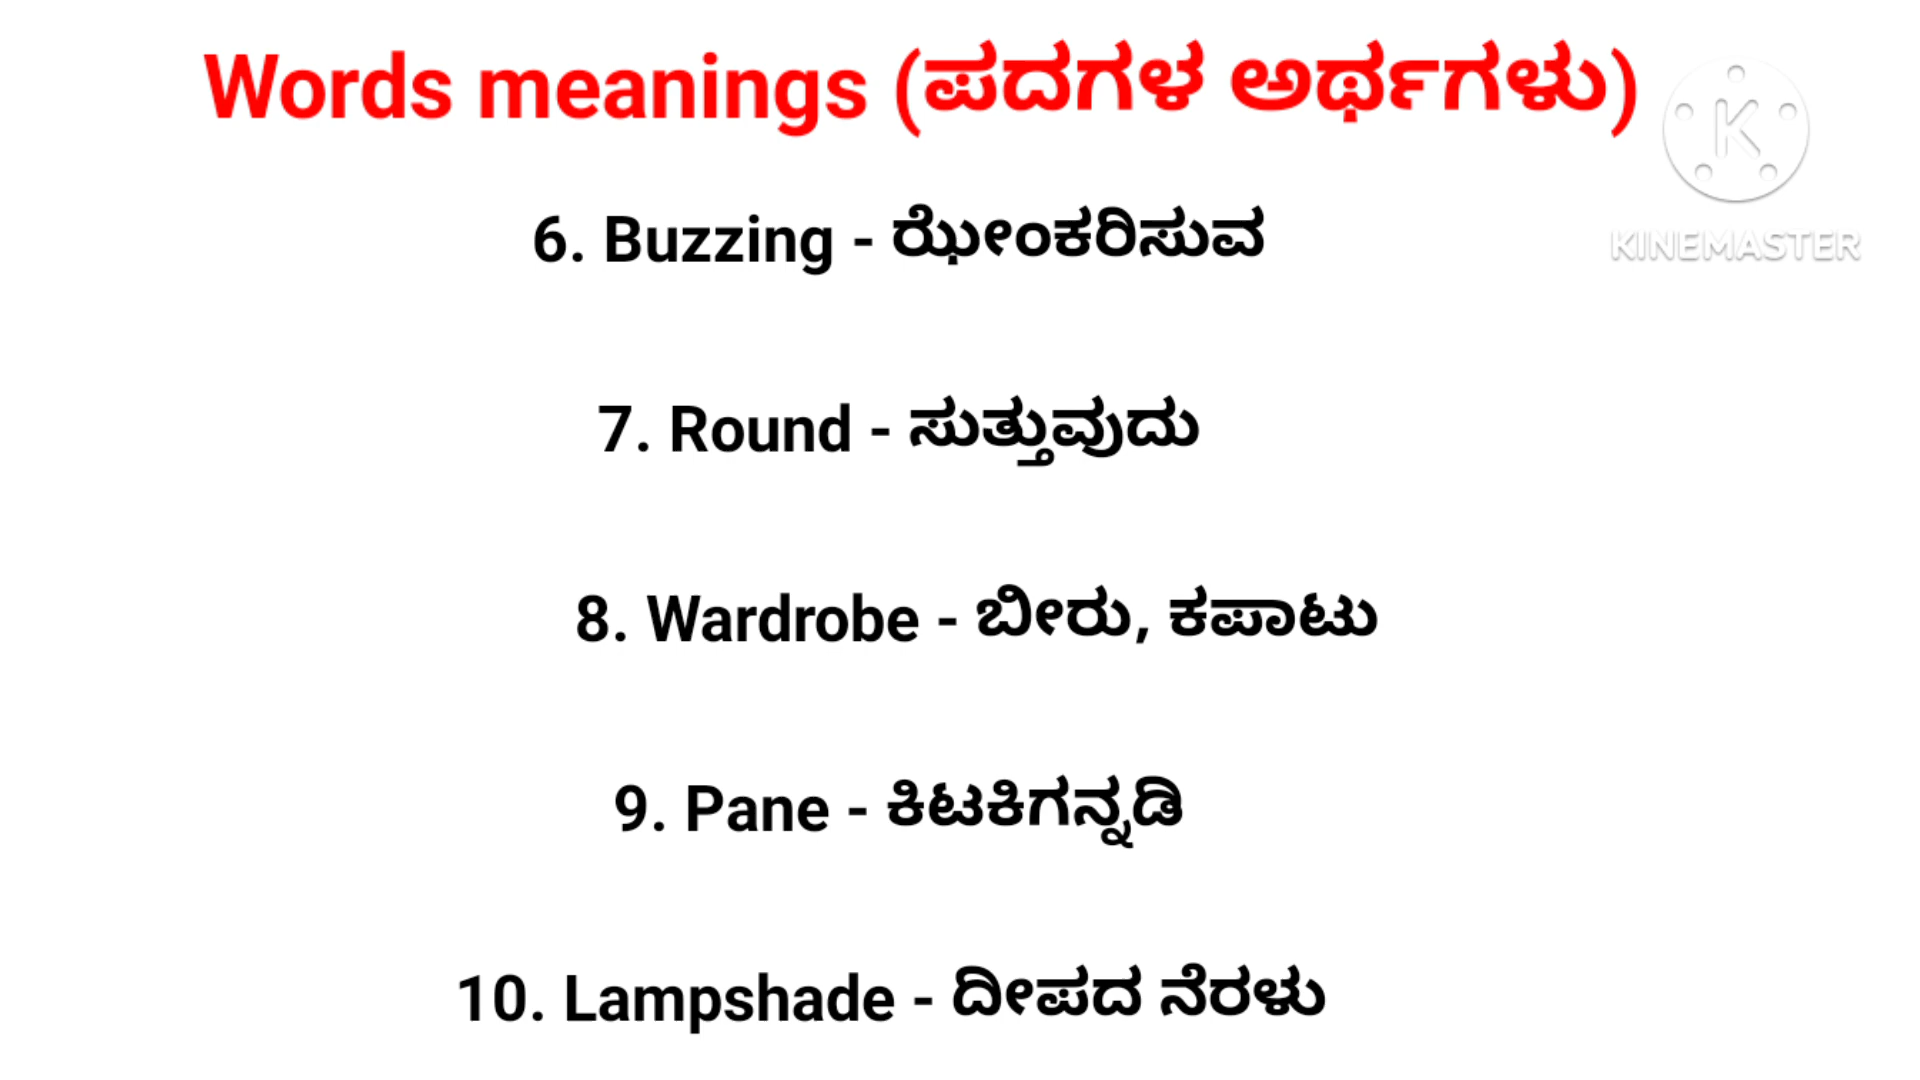 Words meanings (ಪದಗಳ ಅರ್ಥಗಳು)
K
KINEMASTER
6. Buzzing - ಝೇಂಕರಿಸುವ
7. Round - ಸುತ್ತುವುದು
8. Wardrobe - ಬೀರು, ಕಪಾಟು
9. Pane - ಕಿಟಕಿಗನ್ನಡಿ
10. Lampshade - ದೀಪದ ನೆರಳು